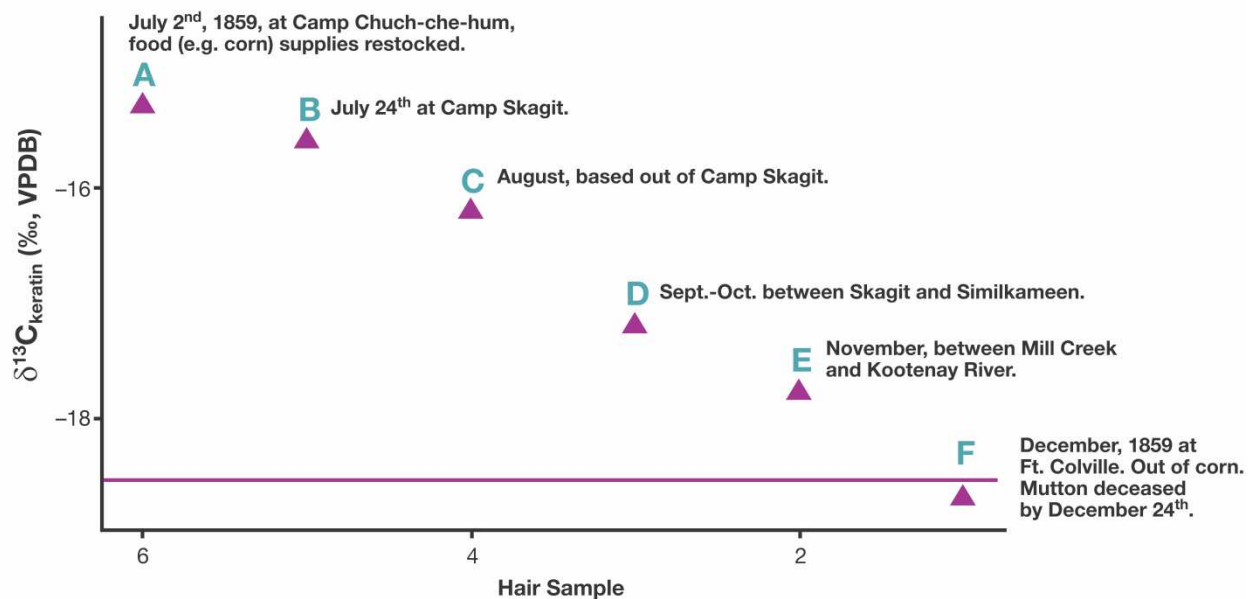 July 2nd, 1859, at Camp Chuch-che-hum,
food (e.g. corn) supplies restocked.
A
B
July 24th at Camp Skagit.
C
August, based out of Camp Skagit.
D
Sept.-Oct. between Skagit and Similkameen.
E
November, between Mill Creek
and Kootenay River.
F
December, 1859 at
Ft. Colville. Out of corn.
Mutton deceased
by December 24th.
δ13Ckeratin (‰, VPDB)
−16
−18
6
4
2
Hair Sample